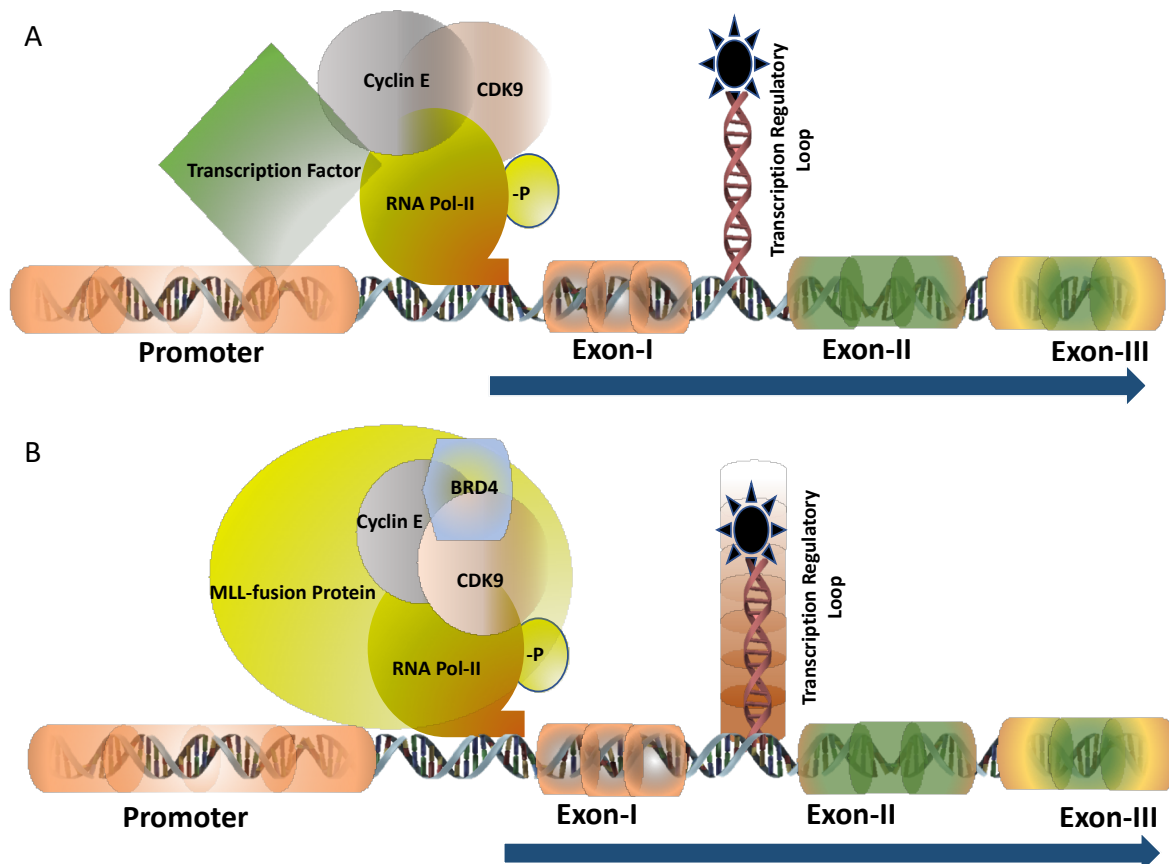 A
Cyclin E
CDK9
Transcription Factor
RNA Pol-II
-P
Transcription Regulatory
Loop
Promoter
Exon-I
Exon-II
Exon-III
B
BRD4
Cyclin E
CDK9
MLL-fusion Protein
RNA Pol-II
-P
Transcription Regulatory
Loop
Promoter
Exon-I
Exon-II
Exon-III